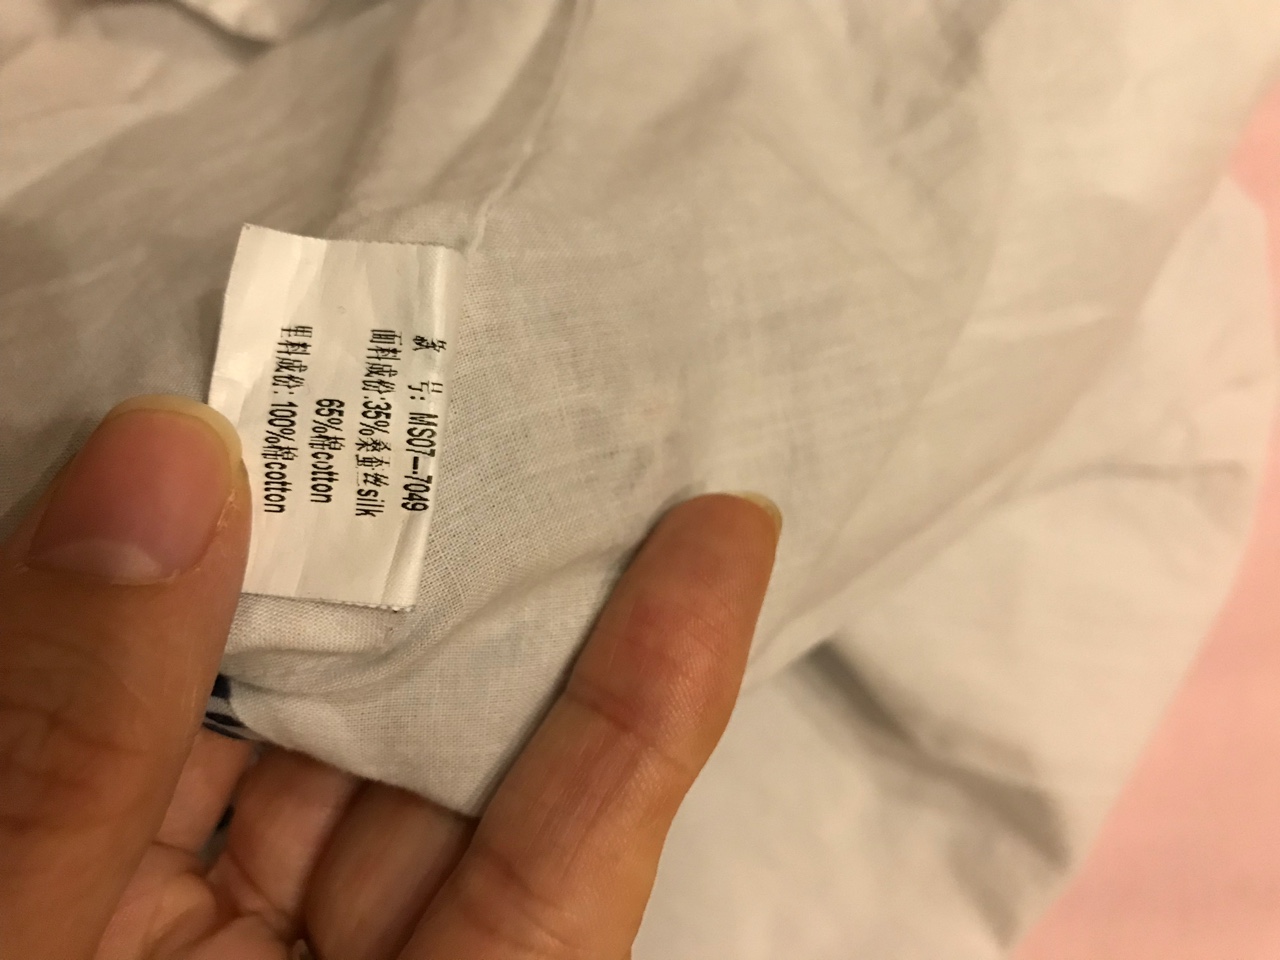 款 号: MS07—7049
面料成份:35%桑蚕丝silk
65%棉cotton
里料成份: 100%棉cotton